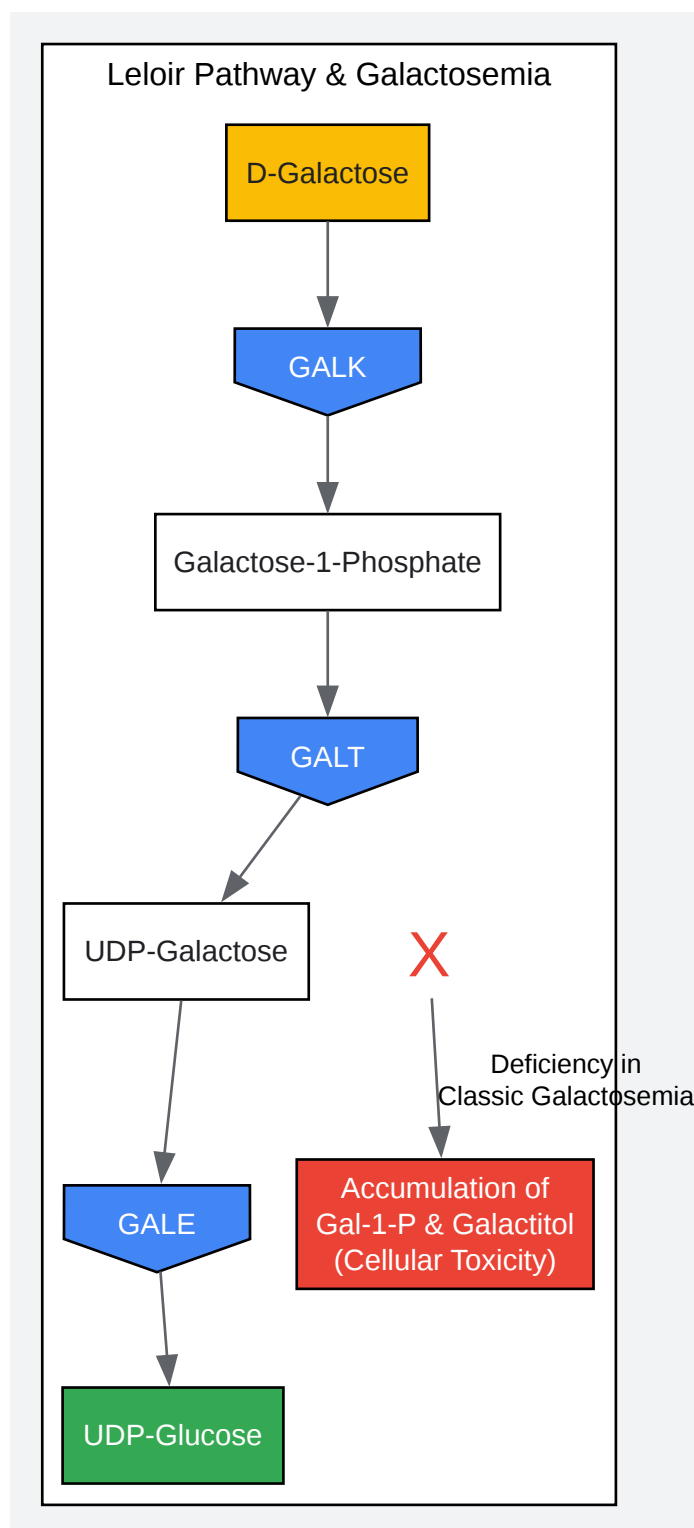 Leloir Pathway & Galactosemia
D-Galactose
GALK
Galactose-1-Phosphate
GALT
UDP-Galactose
X
Deficiency in
Classic Galactosemia
Accumulation of
Gal-1-P & Galactitol
(Cellular Toxicity)
GALE
UDP-Glucose